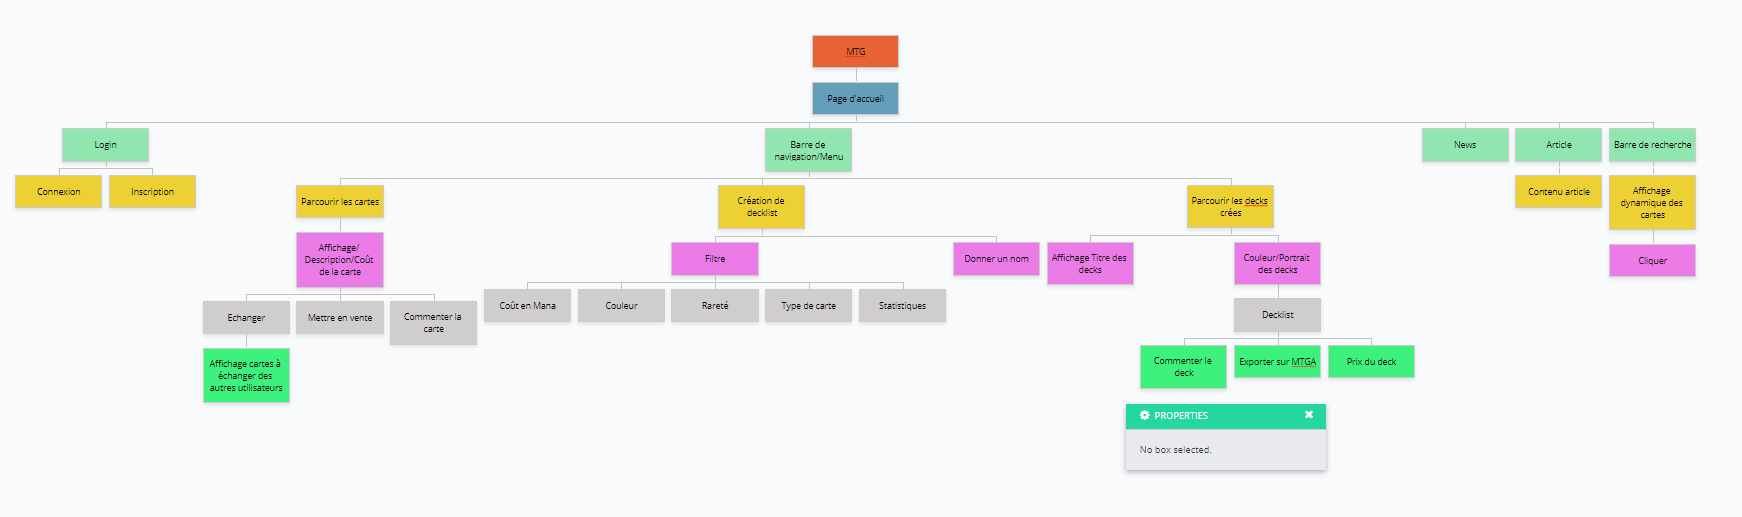 MTG
Page d'accueil
Login
Barre de
navigation/Menu
News
Article
Barre de recherche
Connexion
Inscription
Parcourir les cartes
Création de
decklist
Parcourir les decks
crées
Contenu article
Affichage
dynamique des
cartes
Affichage/
Description/Coût
de la carte
Filtre
Donner un nom
Affichage Titre des
decks
Couleur/Portrait
des decks
Cliquer
Echanger
Mettre en vente
Commenter la
carte
Coût en Mana
Couleur
Rareté
Type de carte
Statistiques
Decklist
Affichage cartes à
échanger des
autres utilisateurs
Commenter le
deck
Exporter sur MTGA
Prix du deck
PROPERTIES
No box selected.